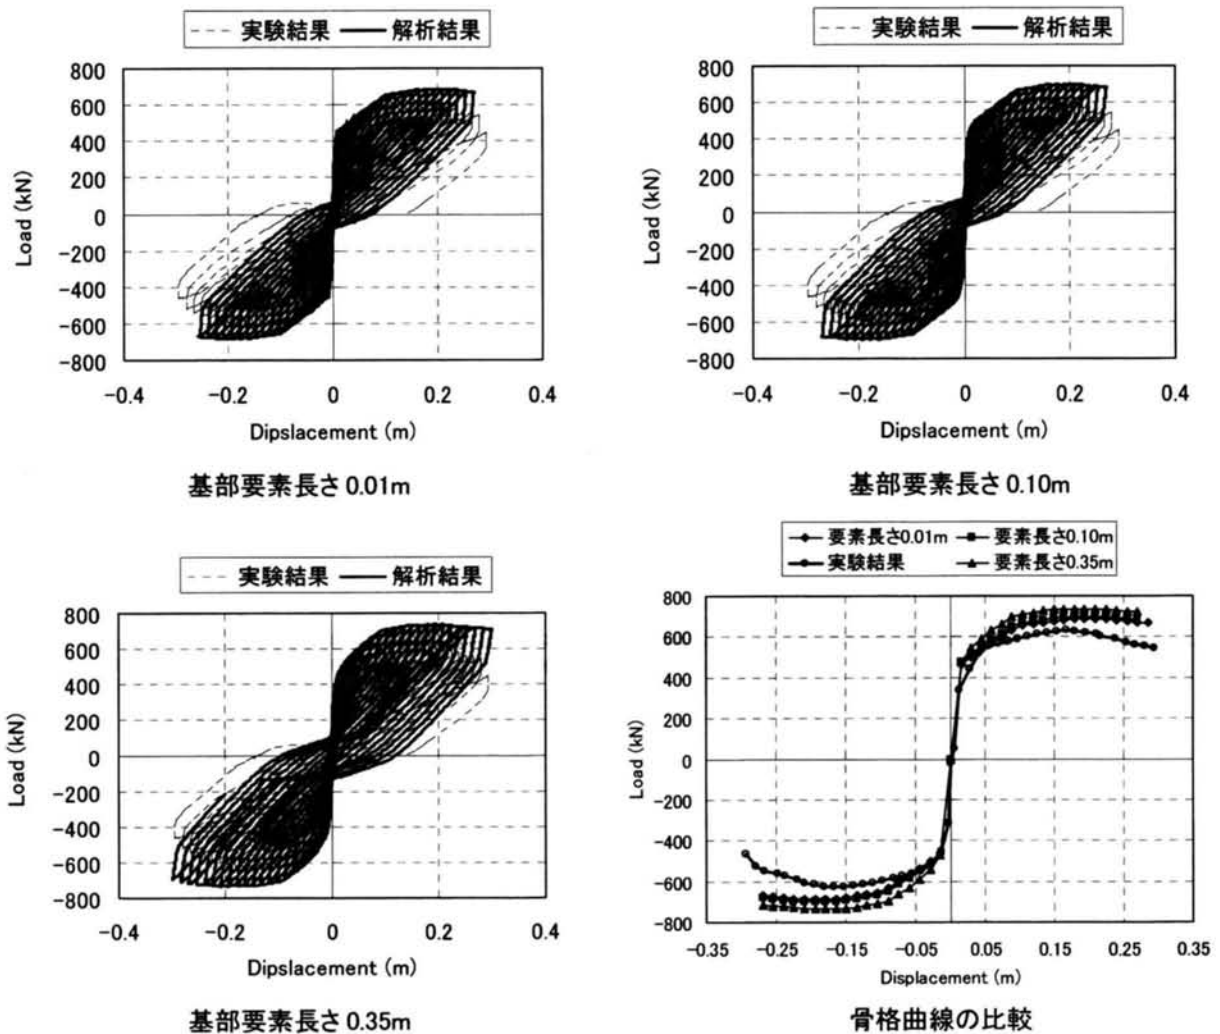 実験結果 解析結果
800
600
400
200
0
-200
-400
-600
-800
Load (kN)
-0.4 -0.2 0 0.2 0.4
Dipslacement (m)
基部要素長さ0.01m
実験結果 解析結果
800
600
400
200
0
-200
-400
-600
-800
Load (kN)
-0.4 -0.2 0 0.2 0.4
Dipslacement (m)
基部要素長さ0.10m
実験結果 解析結果
800
600
400
200
0
-200
-400
-600
-800
Load (kN)
-0.4 -0.2 0 0.2 0.4
Dipslacement (m)
基部要素長さ0.35m
要素長さ0.01m 要素長さ0.10m
実験結果 要素長さ0.35m
800
600
400
200
0
-200
-400
-600
-800
Load (kN)
-0.35 -0.25 -0.15 -0.05 0.05 0.15 0.25 0.35
Displacement (m)
骨格曲線の比較